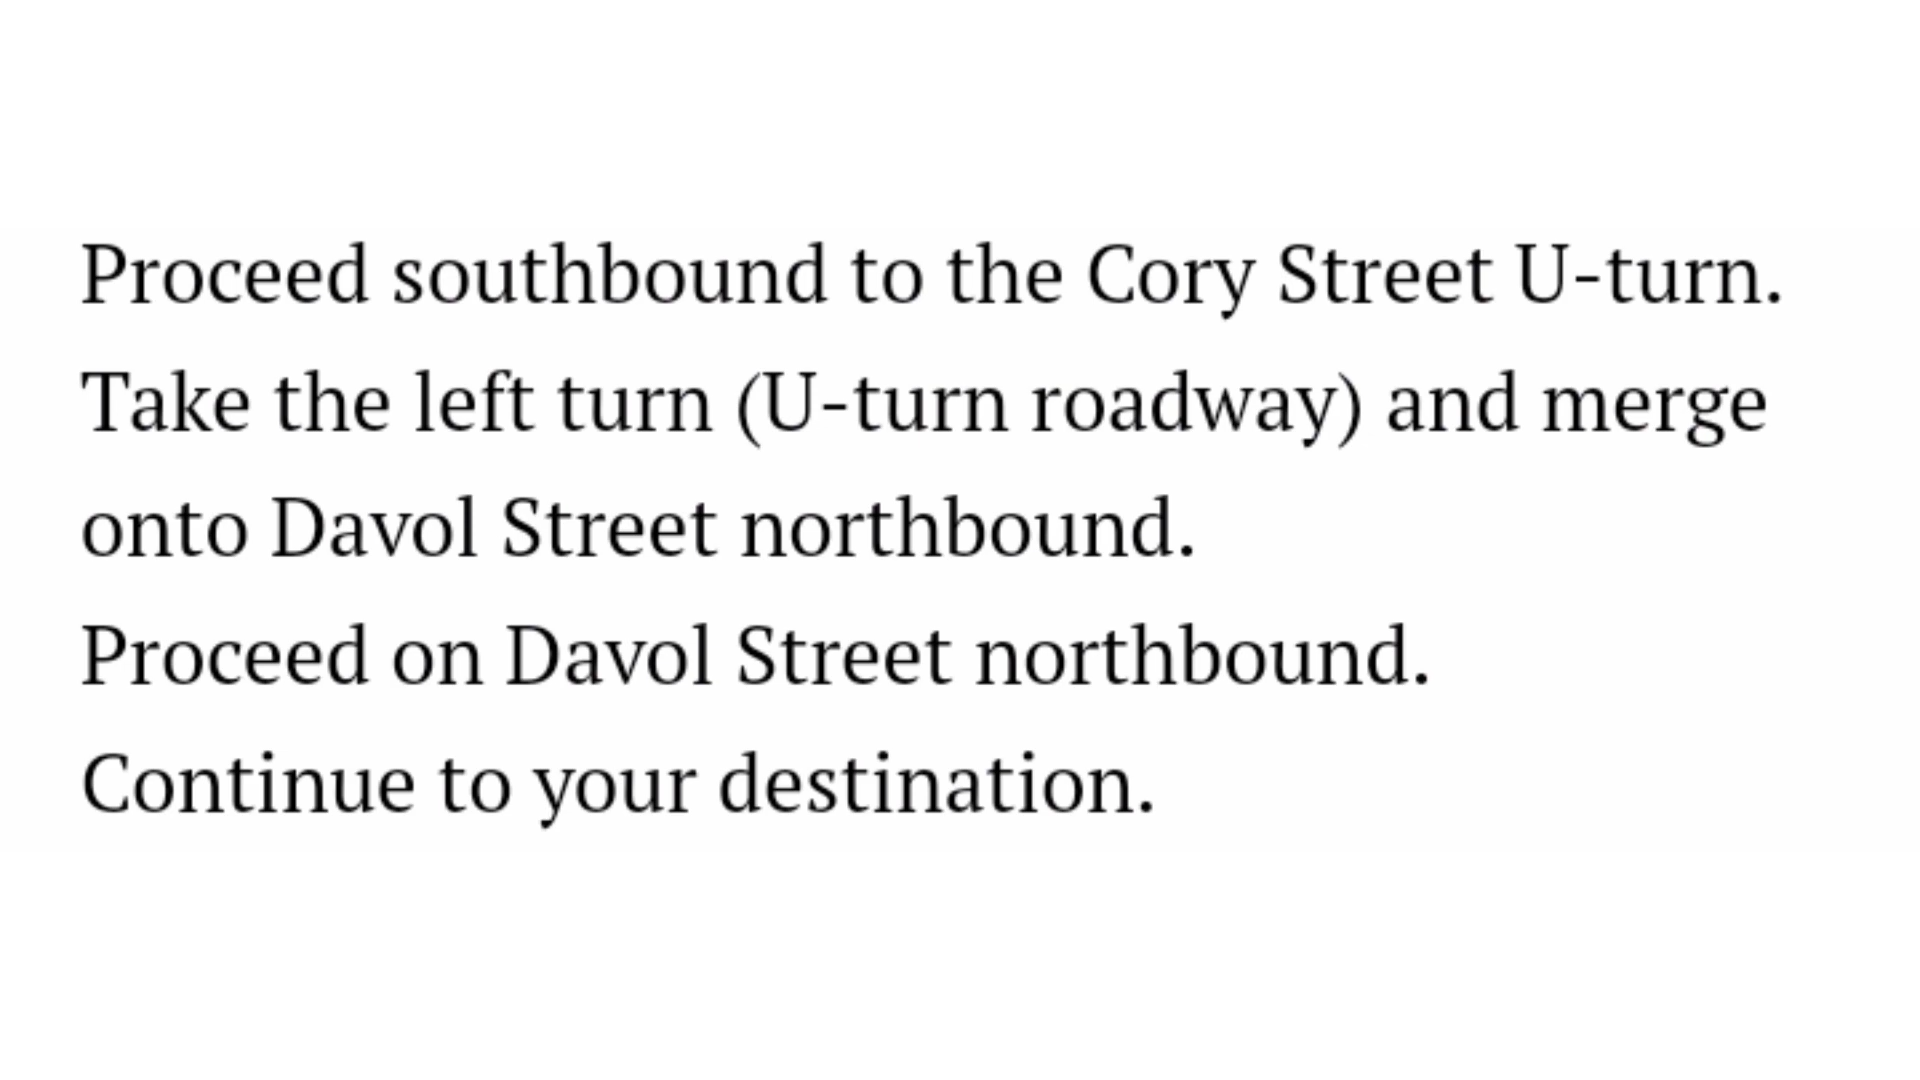 Proceed southbound to the Cory Street U-turn.
Take the left turn (U-turn roadway) and merge
onto Davol Street northbound.
Proceed on Davol Street northbound.
Continue to your destination.